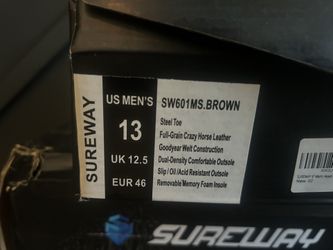 SUREWAY
US MEN'S
13
UK 12.5
EUR 46
SW601MS.BROWN
Steel Toe
Full-Grain Crazy Horse Leather
Goodyear Welt Construction
Dual-Density Comfortable Outsole
Slip / Oil /Acid Resistant Outsole
Removable Memory Foam Insole
SUREWAY